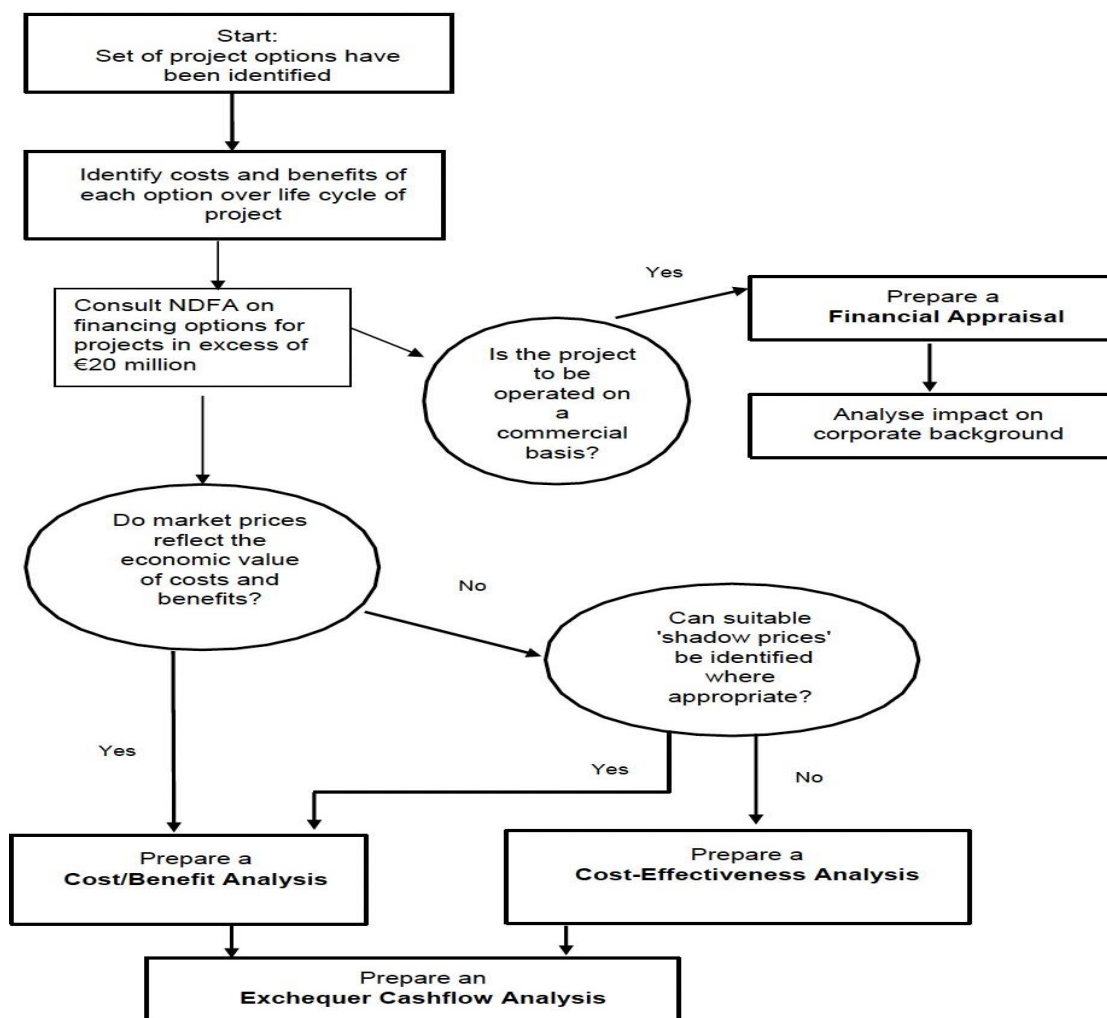 Start:
Set of project options have
been identified
Identify costs and benefits of
each option over life cycle of
project
Consult NDFA on
financing options for
projects in excess of
€20 million
Is the project
to be
operated on
a
commercial
basis?
Yes
Prepare a
Financial Appraisal
Analyse impact on
corporate background
Do market prices
reflect the
economic value
of costs and
benefits?
No
Can suitable
'shadow prices'
be identified
where
appropriate?
Yes
Yes
No
Prepare a
Cost/Benefit Analysis
Prepare a
Cost-Effectiveness Analysis
Prepare an
Exchequer Cashflow Analysis